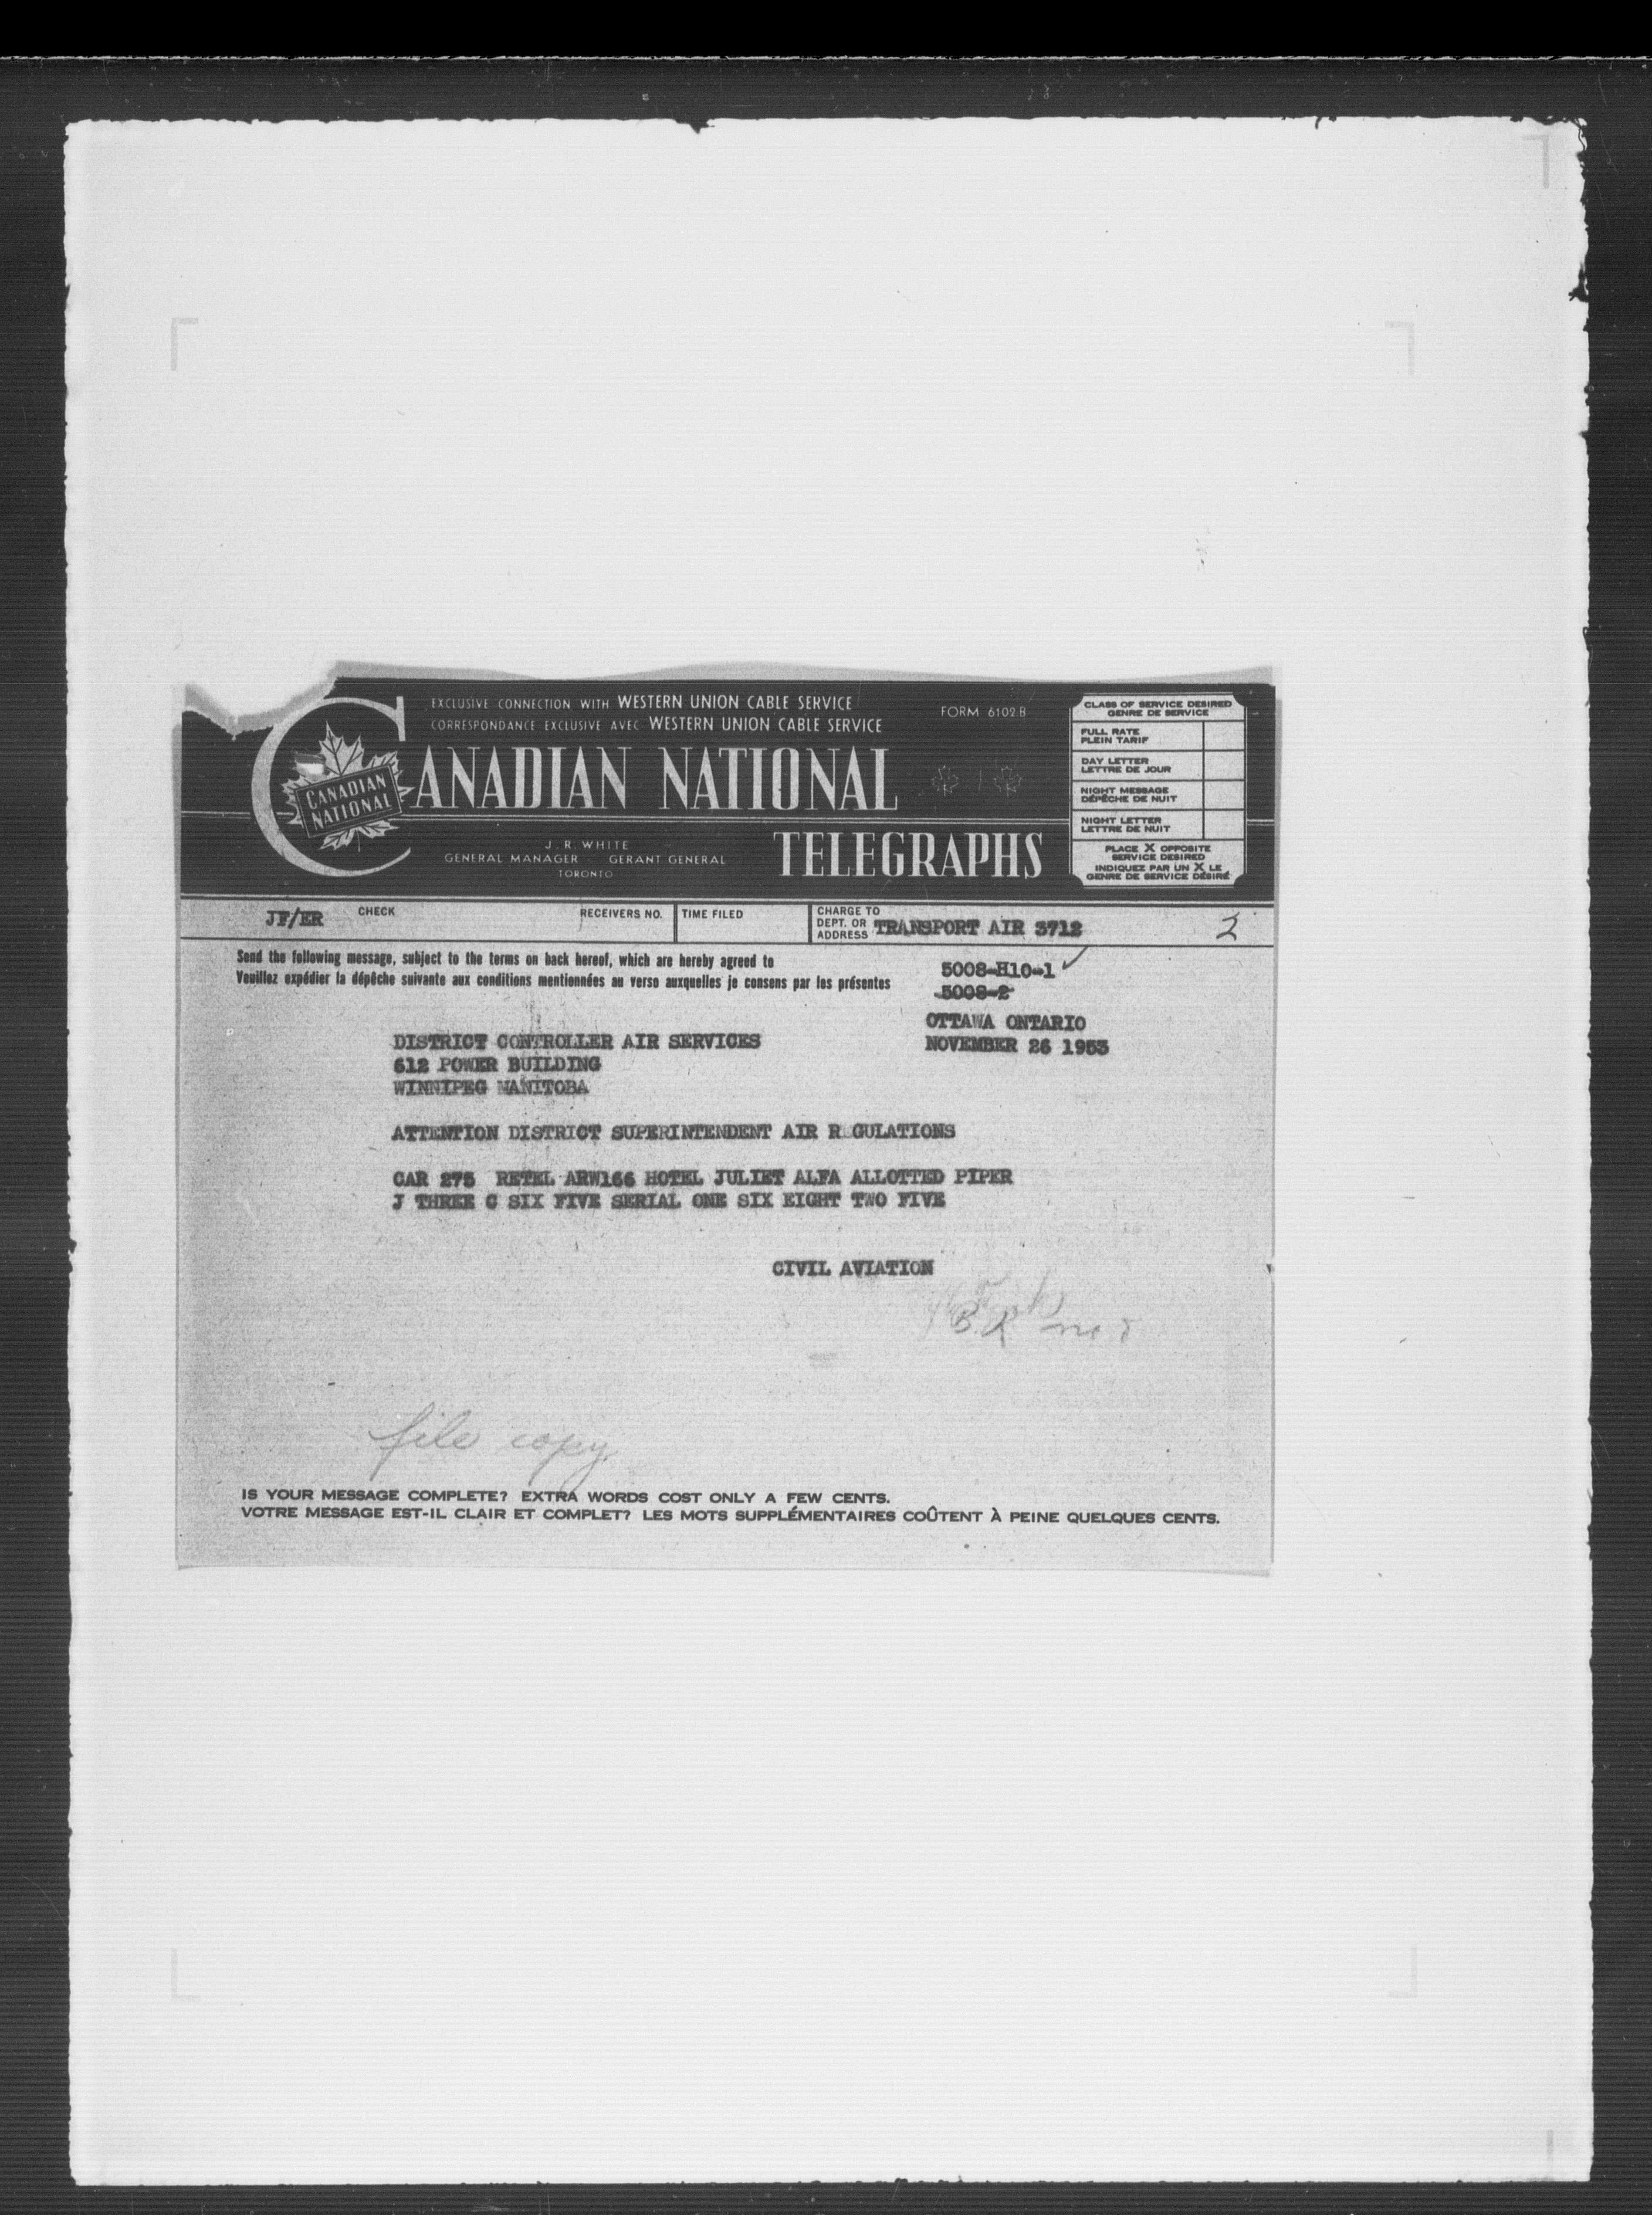 EXCLUSIVE CONNECTION WITH WESTERN UNION CABLE SERVICE
CORRESPONDANCE EXCLUSIVE AVEC WESTERN UNION CABLE SERVICE
FORM 6102.B
CANADIAN NATIONAL
TELEGRAPHS
CANADIAN
NATIONAL
J. R. WHITE
GENERAL MANAGER GERANT GENERAL
TORONTO
CLASS OF SERVICE DESIRED
GENRE DE SERVICE
FULL RATE
PLEIN TARIF
DAY LETTER
LETTRE DE JOUR
NIGHT MESSAGE
DÉPÊCHE DE NUIT
NIGHT LETTER
LETTRE DE NUIT
PLACE X OPPOSITE
SERVICE DESIRED
INDIQUEZ PAR UN X LE
GENRE DE SERVICE DÉSIRÉ
JF/ER CHECK RECEIVERS NO. TIME FILED
CHARGE TO
DEPT. OR
ADDRESS TRANSPORT AIR 3712 2
Send the following message, subject to the terms on back hereof, which are hereby agreed to
Veuillez expédier la dépêche suivante aux conditions mentionnées au verso auxquelles je consens par les présentes
5008-H10-1
5008-2
OTTAWA ONTARIO
NOVEMBER 26 1953
DISTRICT CONTROLLER AIR SERVICES
612 POWER BUILDING
WINNIPEG MANITOBA
ATTENTION DISTRICT SUPERINTENDENT AIR R GULATIONS
CAR 275 RETEL ARW166 HOTEL JULIET ALFA ALLOTTED PIPER
J THREE C SIX FIVE SERIAL ONE SIX EIGHT TWO FIVE
CIVIL AVIATION
file copy
IS YOUR MESSAGE COMPLETE? EXTRA WORDS COST ONLY A FEW CENTS.
VOTRE MESSAGE EST-IL CLAIR ET COMPLET? LES MOTS SUPPLÉMENTAIRES COÛTENT À PEINE QUELQUES CENTS.